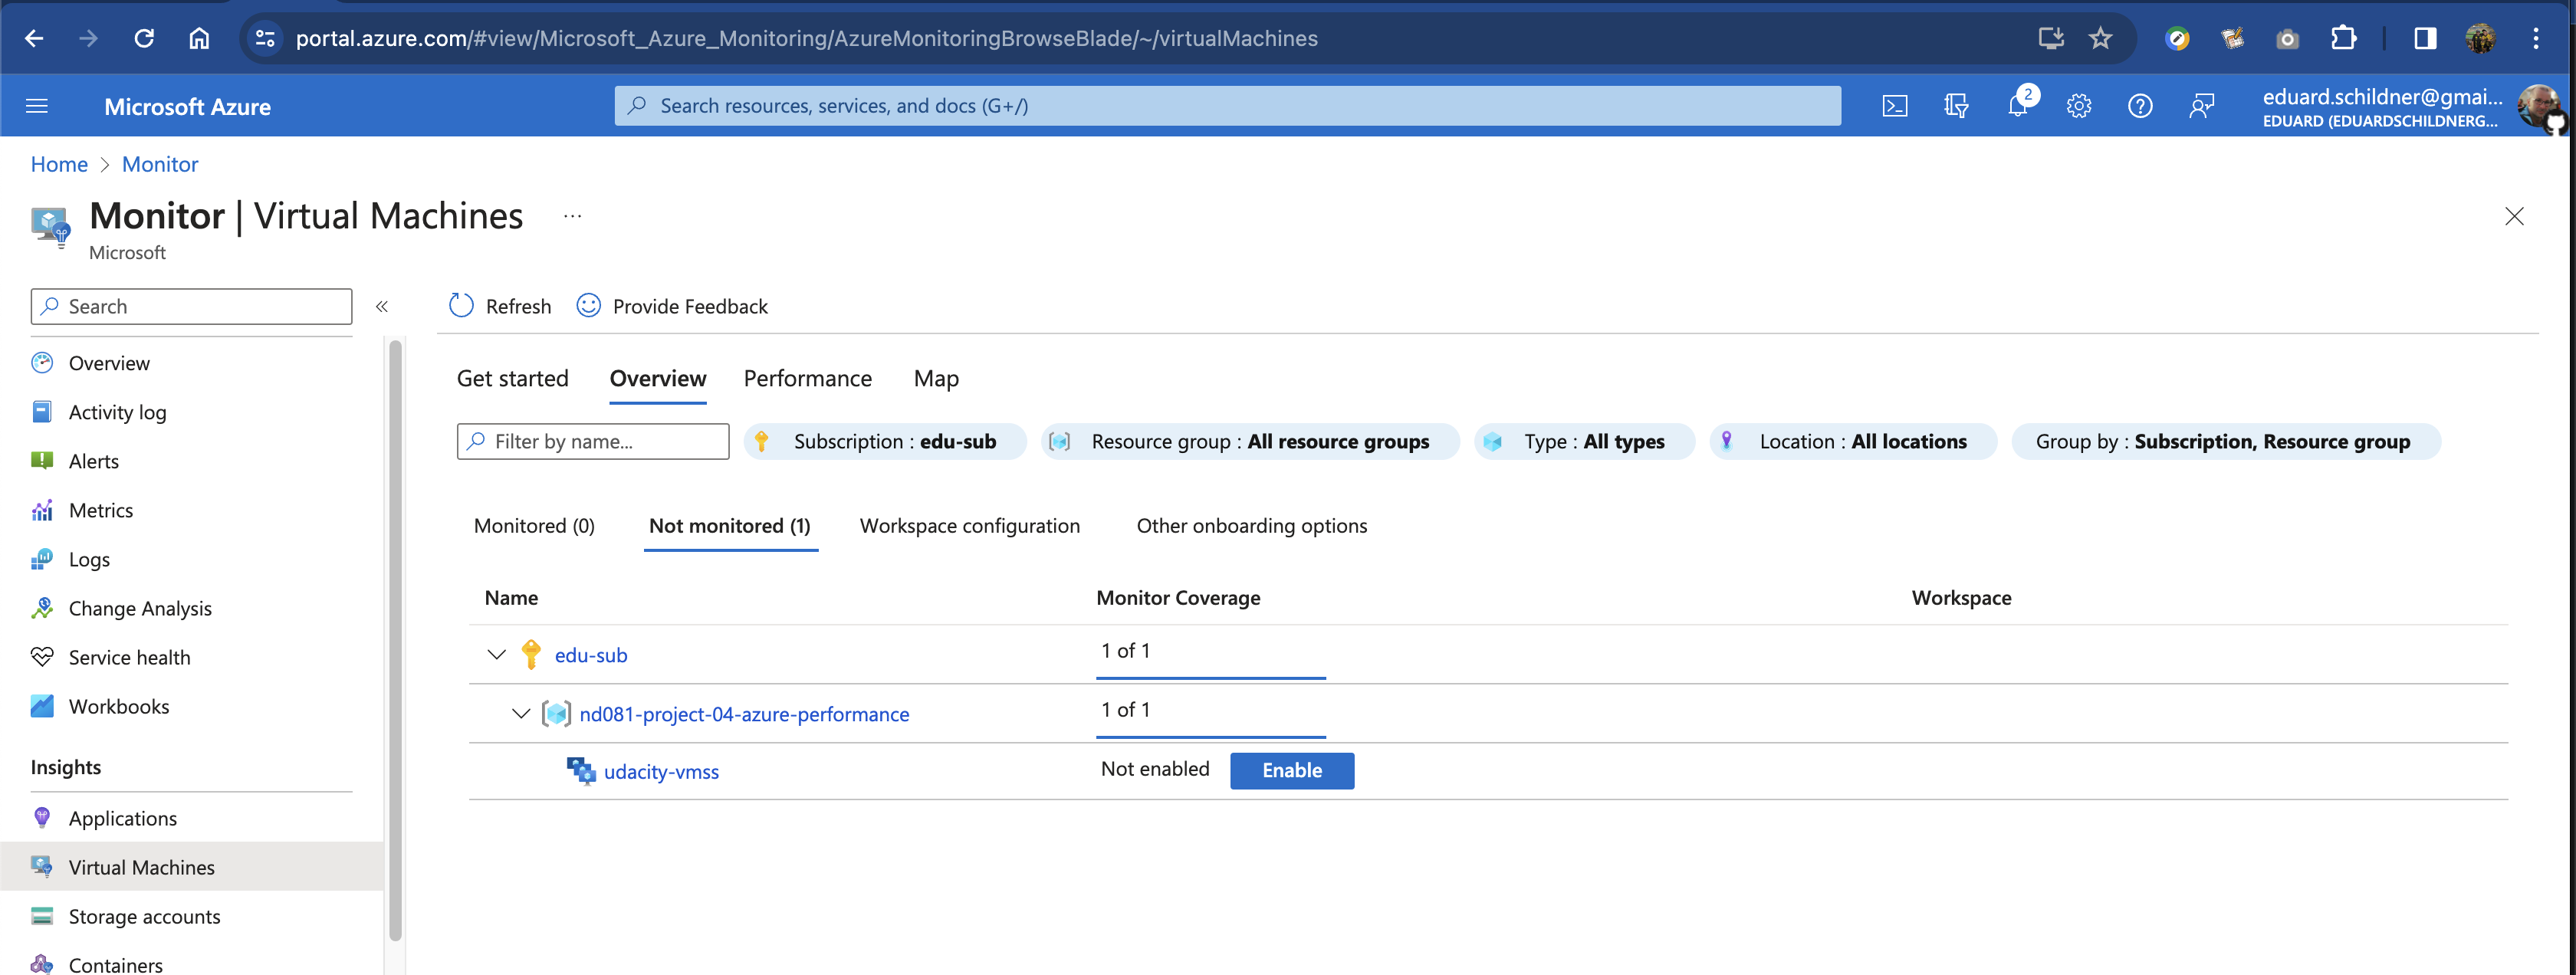 portal.azure.com/#view/Microsoft_Azure_Monitoring/AzureMonitoringBrowseBlade/~/virtualMachines
Microsoft Azure
Search resources, services, and docs (G+/)
2
eduard.schildner@gmai...
EDUARD (EDUARDSCHILDNERG...
Home > Monitor
Monitor | Virtual Machines ...
Microsoft
Search
«
Refresh
Provide Feedback
Overview
Activity log
Alerts
Metrics
Logs
Change Analysis
Service health
Workbooks
Insights
Applications
Virtual Machines
Storage accounts
Containers
Get started
Overview
Performance
Map
Filter by name...
Subscription : edu-sub
Resource group : All resource groups
Type : All types
Location : All locations
Group by : Subscription, Resource group
Monitored (0)
Not monitored (1)
Workspace configuration
Other onboarding options
Name
Monitor Coverage
Workspace
edu-sub
1 of 1
nd081-project-04-azure-performance
1 of 1
udacity-vmss
Not enabled
Enable